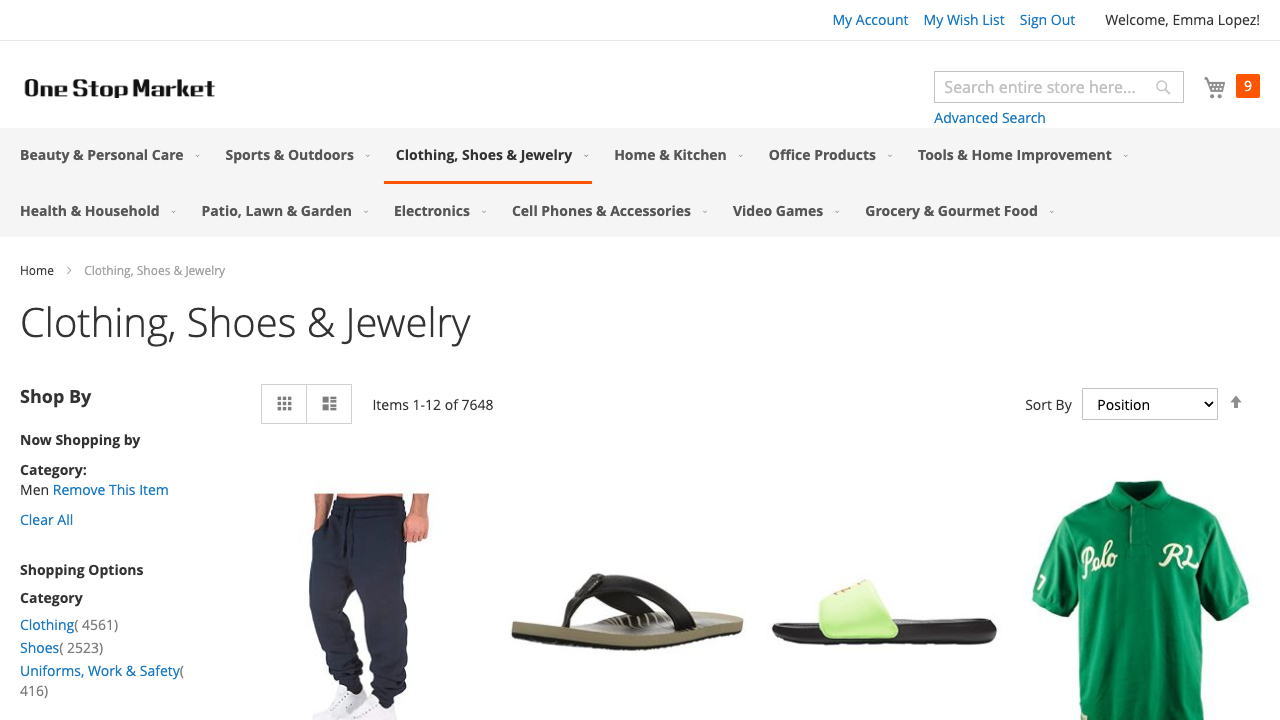 My Account My Wish List Sign Out Welcome, Emma Lopez!
One Stop Market
Search entire store here...
9
Advanced Search
Beauty & Personal Care Sports & Outdoors Clothing, Shoes & Jewelry Home & Kitchen Office Products Tools & Home Improvement
Health & Household Patio, Lawn & Garden Electronics Cell Phones & Accessories Video Games Grocery & Gourmet Food
Home Clothing, Shoes & Jewelry
Clothing, Shoes & Jewelry
Shop By
Items 1-12 of 7648
Sort By Position
Now Shopping by
Category:
Men Remove This Item
Clear All
Shopping Options
Category
Clothing( 4561)
Shoes( 2523)
Uniforms, Work & Safety(
416)
Polo RL
7